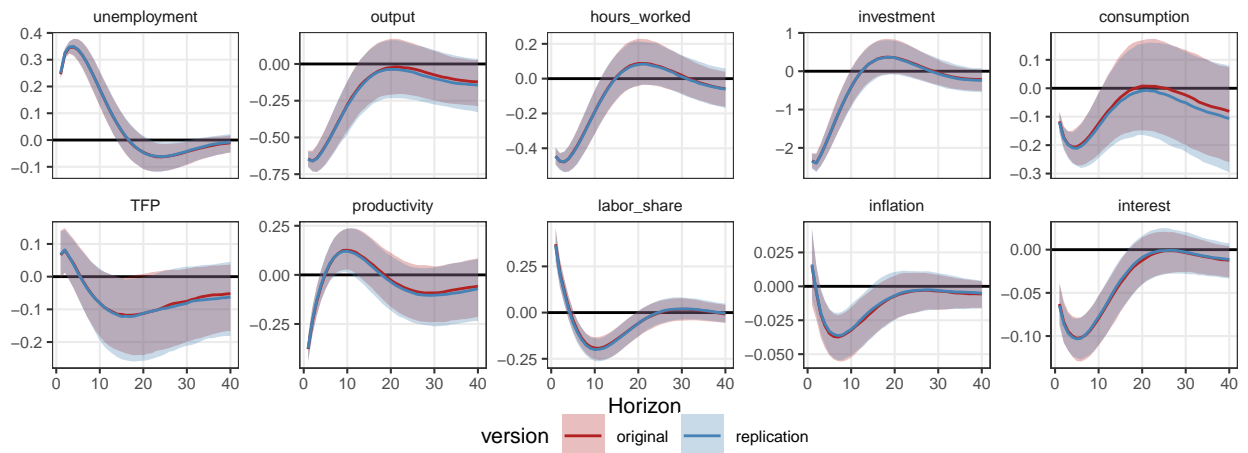 unemployment output hours_worked investment consumption
0.4 0.2 1 0.1
0.3 0.00 0.0 0 0.0
0.2 −0.25 −0.2 −1 −0.1
0.1 −0.50 −0.4 −2 −0.2
0.0 −0.75 −0.3
−0.1
TFP productivity labor_share inflation interest
0.1 0.25 0.25 0.025 0.00
0.0 0.00 0.00 0.000 −0.05
−0.1 −0.25 −0.25 −0.025 −0.10
−0.2 −0.050
0 10 20 30 40 0 10 20 30 40 0 10 20 30 40 0 10 20 30 40 0 10 20 30 40
Horizon
version original replication